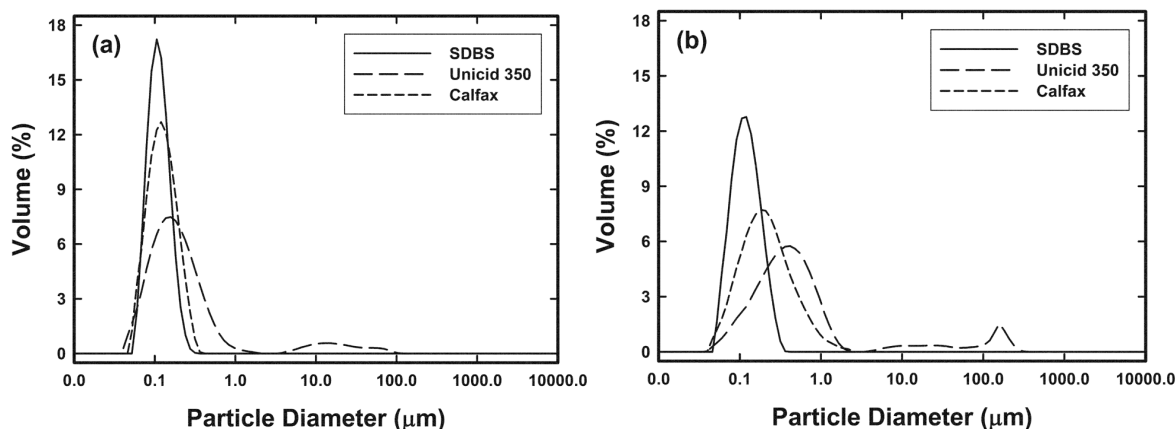 (a)
SDBS
Unicid 350
Calfax
18
15
12
9
6
3
0
Volume (%)
0.0 0.1 1.0 10.0 100.0 1000.0 10000.0
Particle Diameter (μm)
(b)
SDBS
Unicid 350
Calfax
18
15
12
9
6
3
0
Volume (%)
0.0 0.1 1.0 10.0 100.0 1000.0 10000.0
Particle Diameter (μm)